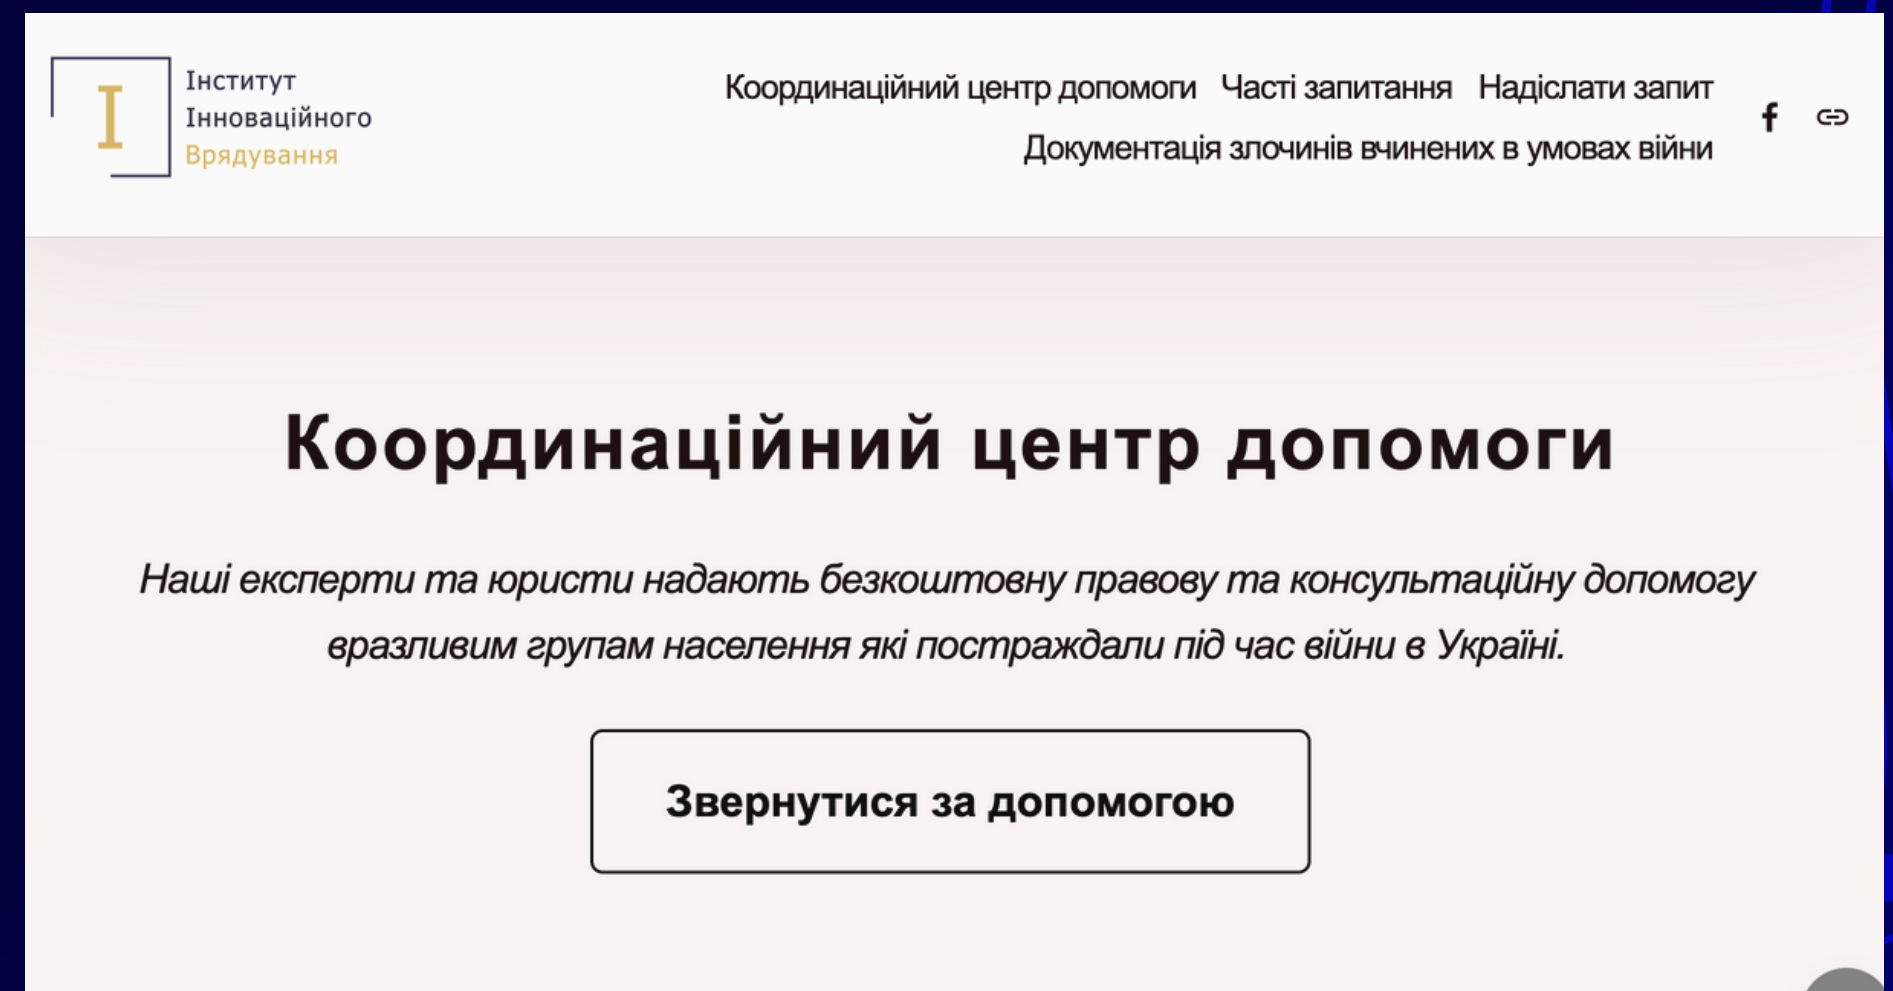 I
Інститут
Інноваційного
Врядування
Координаційний центр допомоги Часті запитання Надіслати запит
Документація злочинів вчинених в умовах війни
Координаційний центр допомоги
Наші експерти та юристи надають безкоштовну правову та консультаційну допомогу
вразливим групам населення які постраждали під час війни в Україні.
Звернутися за допомогою